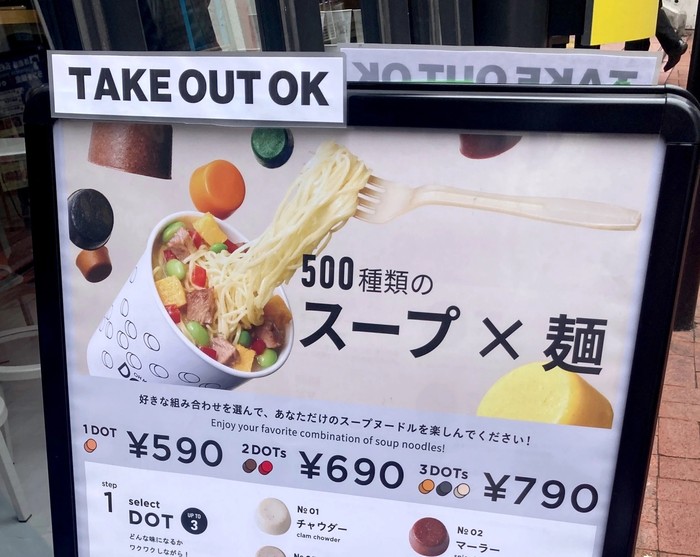 TAKE OUT OK
TAKE OUT OK
500種類の
スープ × 麺
好きな組み合わせを選んで、あなただけのスープヌードルを楽しんでください！
Enjoy your favorite combination of soup noodles!
1 DOT ¥590
2 DOTs ¥690
3 DOTs ¥790
step
1
select
DOT
UP TO
3
どんな味になるか
ワクワクしながら！
№01
チャウダー
clam chowder
№02
マーラー